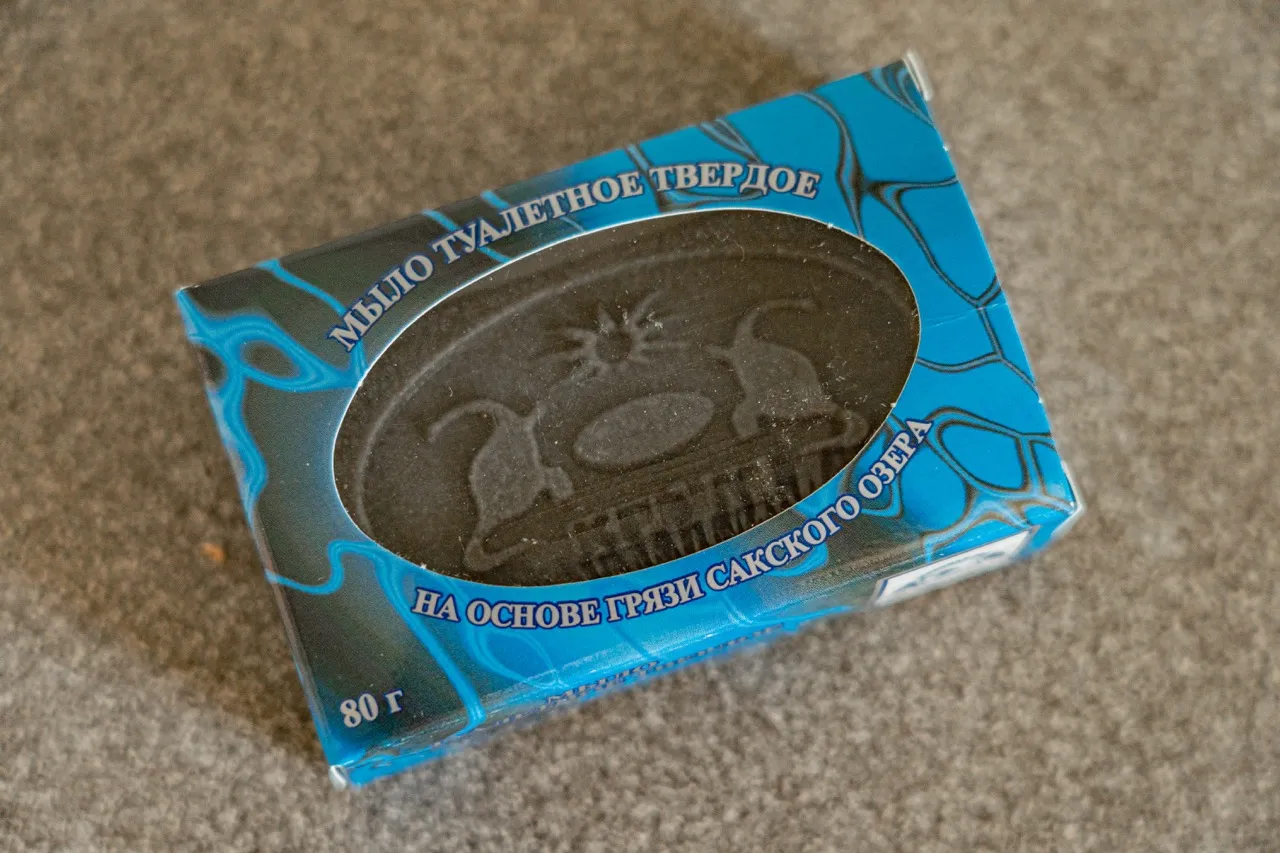 МЫЛО ТУАЛЕТНОЕ ТВЕРДОЕ
НА ОСНОВЕ ГРЯЗИ САКСКОГО ОЗЕРА
80 г